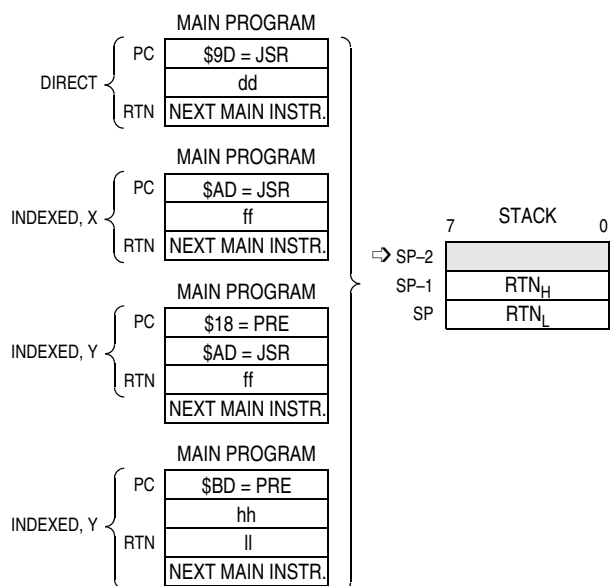 MAIN PROGRAM
PC $9D = JSR
DIRECT dd
RTN NEXT MAIN INSTR.
MAIN PROGRAM
PC $AD = JSR
INDEXED, X ff
RTN NEXT MAIN INSTR.
MAIN PROGRAM
PC $18 = PRE
INDEXED, Y $AD = JSR
RTN ff
NEXT MAIN INSTR.
MAIN PROGRAM
PC $BD = PRE
INDEXED, Y hh
RTN ll
NEXT MAIN INSTR.
7 STACK 0
SP–2
SP–1 RTNH
SP RTNL